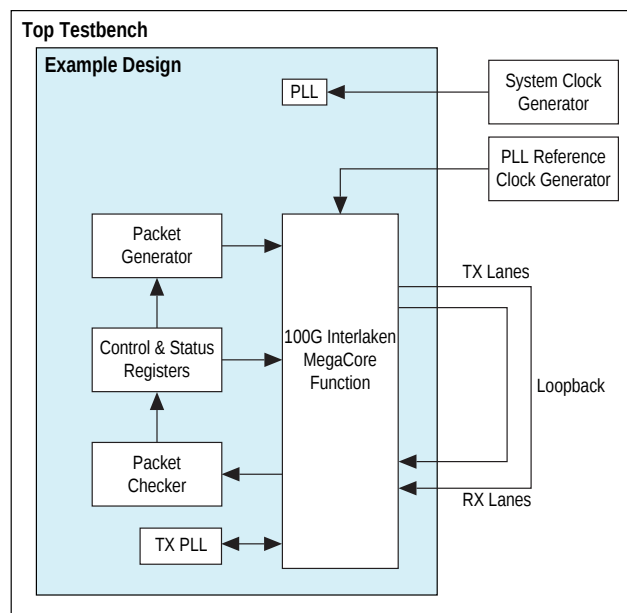 Top Testbench
Example Design
PLL
System Clock
Generator
PLL Reference
Clock Generator
Packet
Generator
TX Lanes
Control & Status
Registers
100G Interlaken
MegaCore
Function
Loopback
Packet
Checker
RX Lanes
TX PLL